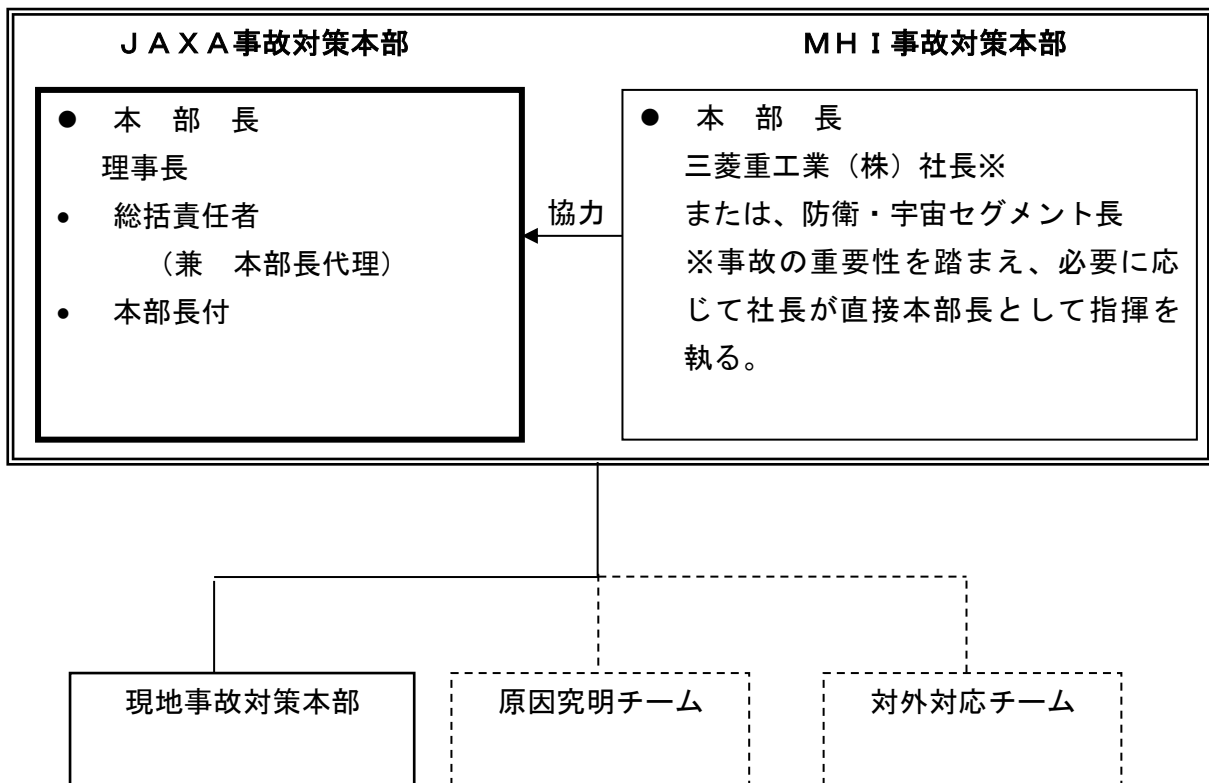 JAXA事故対策本部
● 本 部 長
理事長
• 総括責任者
(兼 本部長代理)
• 本部長付
協力
MHI事故対策本部
● 本 部 長
三菱重工業(株)社長※
または、防衛・宇宙セグメント長
※事故の重要性を踏まえ、必要に応
じて社長が直接本部長として指揮を
執る。
現地事故対策本部
原因究明チーム
対外対応チーム